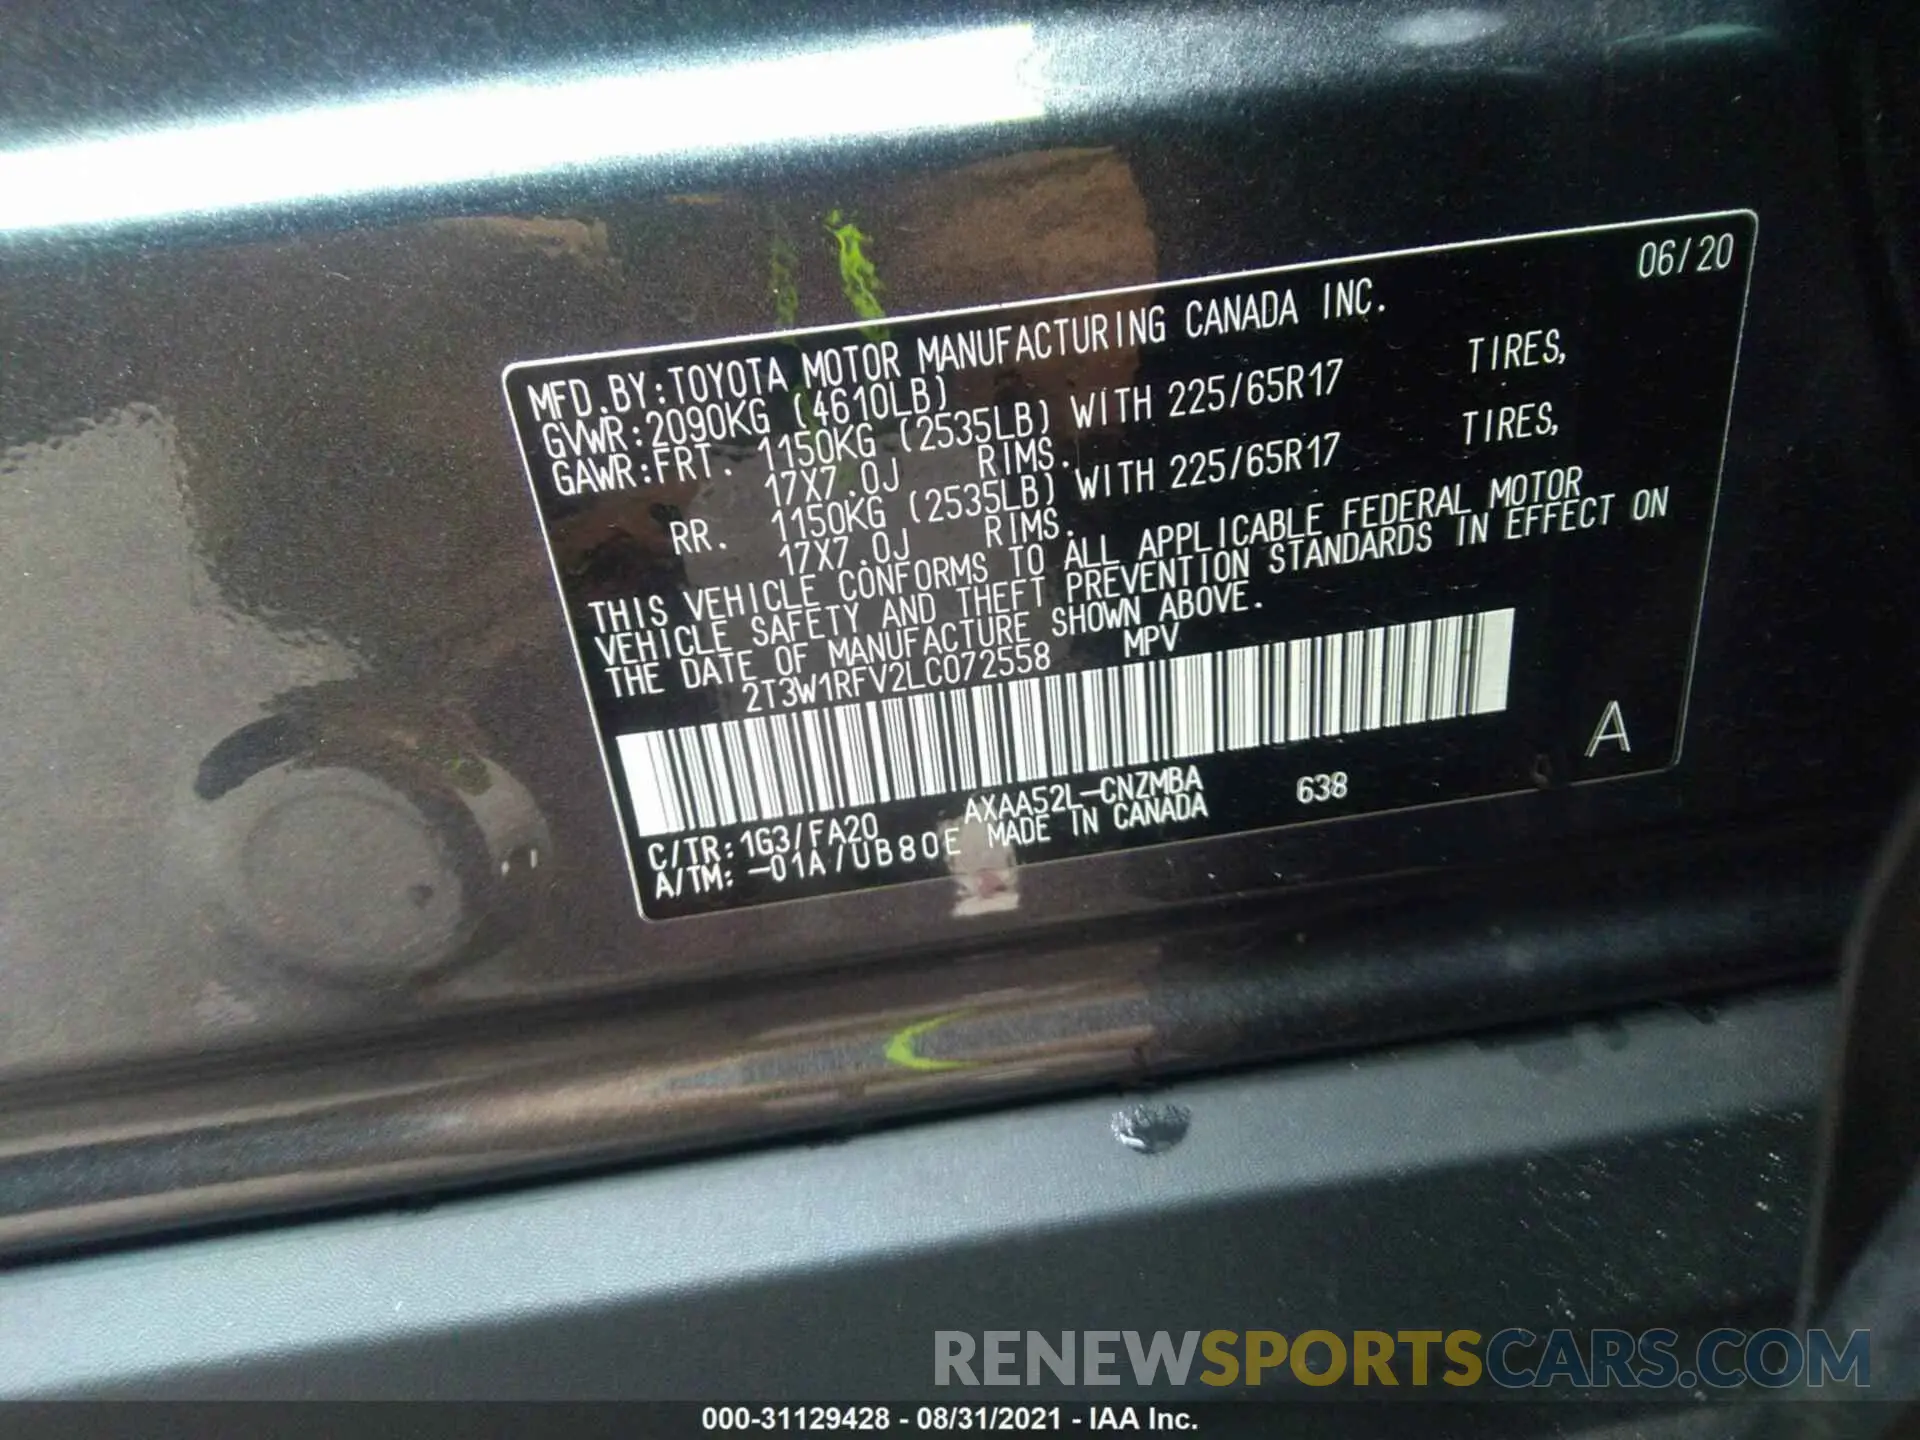 06/20
MFD.BY:TOYOTA MOTOR MANUFACTURING CANADA INC.
GVWR:2090KG (4610LB)
GAWR:FRT. 1150KG (2535LB) WITH 225/65R17 TIRES,
17X7.0J RIMS.
RR. 1150KG (2535LB) WITH 225/65R17 TIRES,
17X7.0J RIMS.
THIS VEHICLE CONFORMS TO ALL APPLICABLE FEDERAL MOTOR
VEHICLE SAFETY AND THEFT PREVENTION STANDARDS IN EFFECT ON
THE DATE OF MANUFACTURE SHOWN ABOVE.
2T3W1RFV2LC072558 MPV
A
C/TR:1G3/FA20 AXAA52L-CNZMBA 638
A/TM:-01A/UB80E MADE IN CANADA
RENEWSPORTSCARS.COM
000-31129428 - 08/31/2021 - IAA Inc.